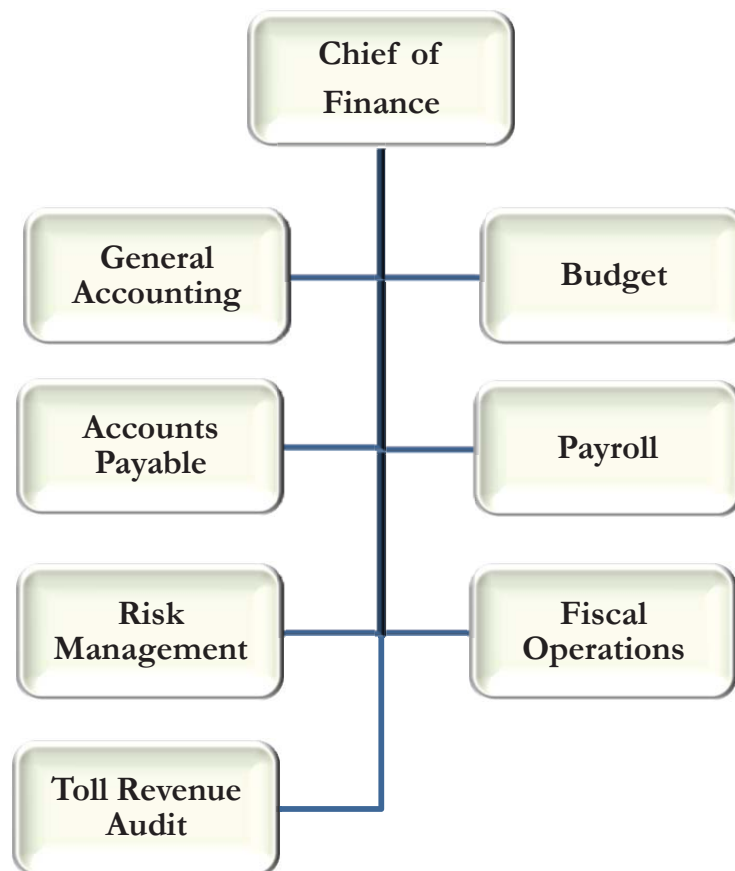 Chief of
Finance
General
Accounting
Budget
Accounts
Payable
Payroll
Risk
Management
Fiscal
Operations
Toll Revenue
Audit